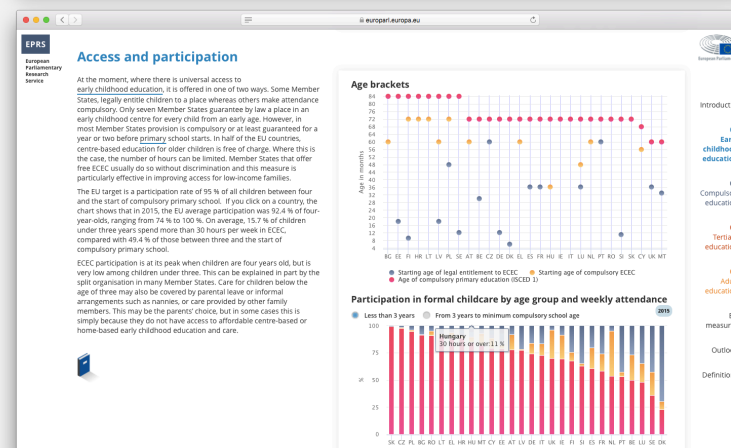 europarl.europa.eu
EPRS
European
Parliamentary
Research
Service
Access and participation
At the moment, where there is universal access to
early childhood education, it is offered in one of two ways. Some Member
States, legally entitle children to a place whereas others make attendance
compulsory. Only seven Member States guarantee by law a place in an
early childhood centre for every child from an early age. However, in
most Member States provision is compulsory or at least guaranteed for a
year or two before primary school starts. In half of the EU countries,
centre-based education for older children is free of charge. Where this is
the case, the number of hours can be limited. Member States that offer
free ECEC usually do so without discrimination and this measure is
particularly effective in improving access for low-income families.
The EU target is a participation rate of 95 % of all children between four
and the start of compulsory primary school. If you click on a country, the
chart shows that in 2015, the EU average participation was 92.4 % of four-
year-olds, ranging from 74 % to 100 %. On average, 15.7 % of children
under three years spend more than 30 hours per week in ECEC,
compared with 49.4 % of those between three and the start of
compulsory primary school.
ECEC participation is at its peak when children are four years old, but is
very low among children under three. This can be explained in part by the
split organisation in many Member States. Care for children below the
age of three may also be covered by parental leave or informal
arrangements such as nannies, or care provided by other family
members. This may be the parents' choice, but in some cases this is
simply because they do not have access to affordable centre-based or
home-based early childhood education and care.
Age brackets
Age in months
84
80
76
72
68
64
60
56
52
48
44
40
36
32
28
24
20
16
12
8
4
BG EE FI HR LT LV PL SE AT BE CZ DE DK EL ES FR HU IE IT LU NL PT RO SI SK CY UK MT
Starting age of legal entitlement to ECEC Starting age of compulsory ECEC
Age of compulsory primary education (ISCED 1)
Participation in formal childcare by age group and weekly attendance
Less than 3 years From 3 years to minimum compulsory school age
2015
100
75
%
50
25
0
Hungary
30 hours or over: 11 %
SK CZ PL BG RO LT EL HR HU MT CY EE AT LV DE IT UK IE FI SI ES FR NL PT BE LU SE DK
Introduct
Ear
childhoo
educatio
Compulso
educatio
Tertia
educatio
Ad
educatio
measur
Outlo
Definitio